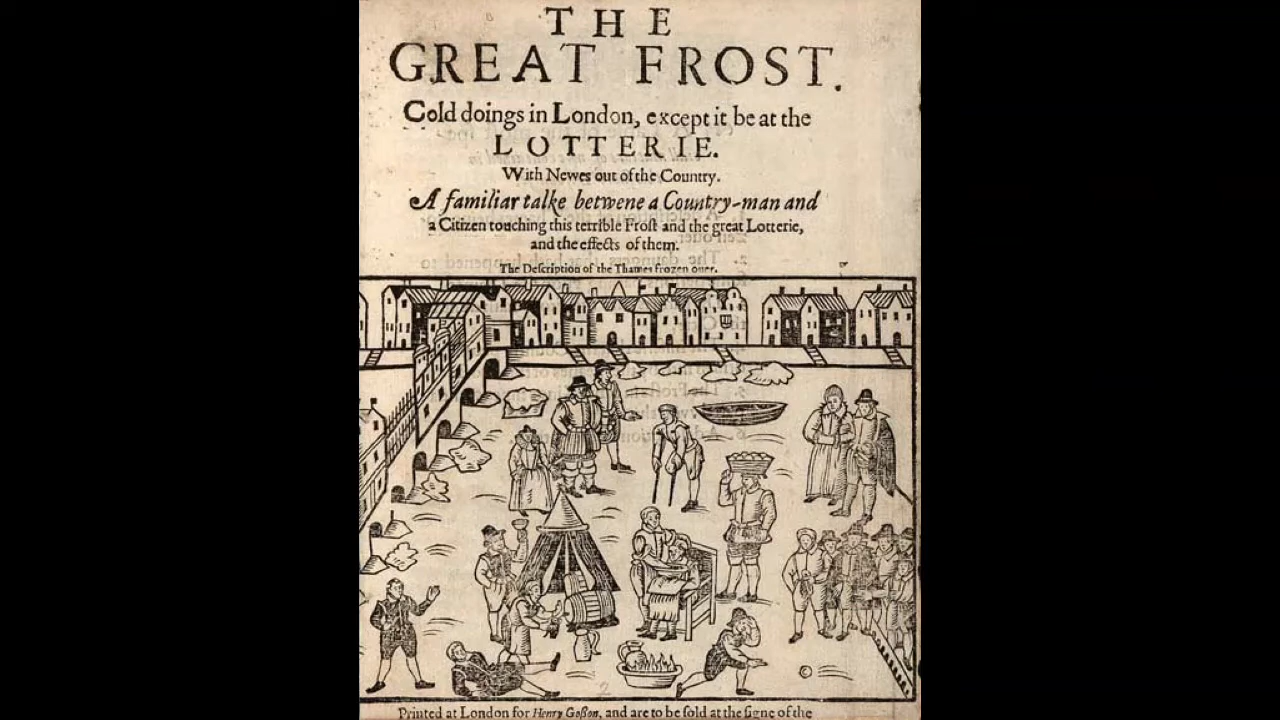 THE
GREAT FROST.
Cold doings in London, except it be at the
LOTTERIE.
With Newes out of the Country.
A familiar talke betwene a Country-man and
a Citizen touching this terrible Frost and the great Lotterie,
and the effects of them.
The Description of the Thames frozen ouer.
Printed at London for Henry Gosson, and are to be sold at the signe of the